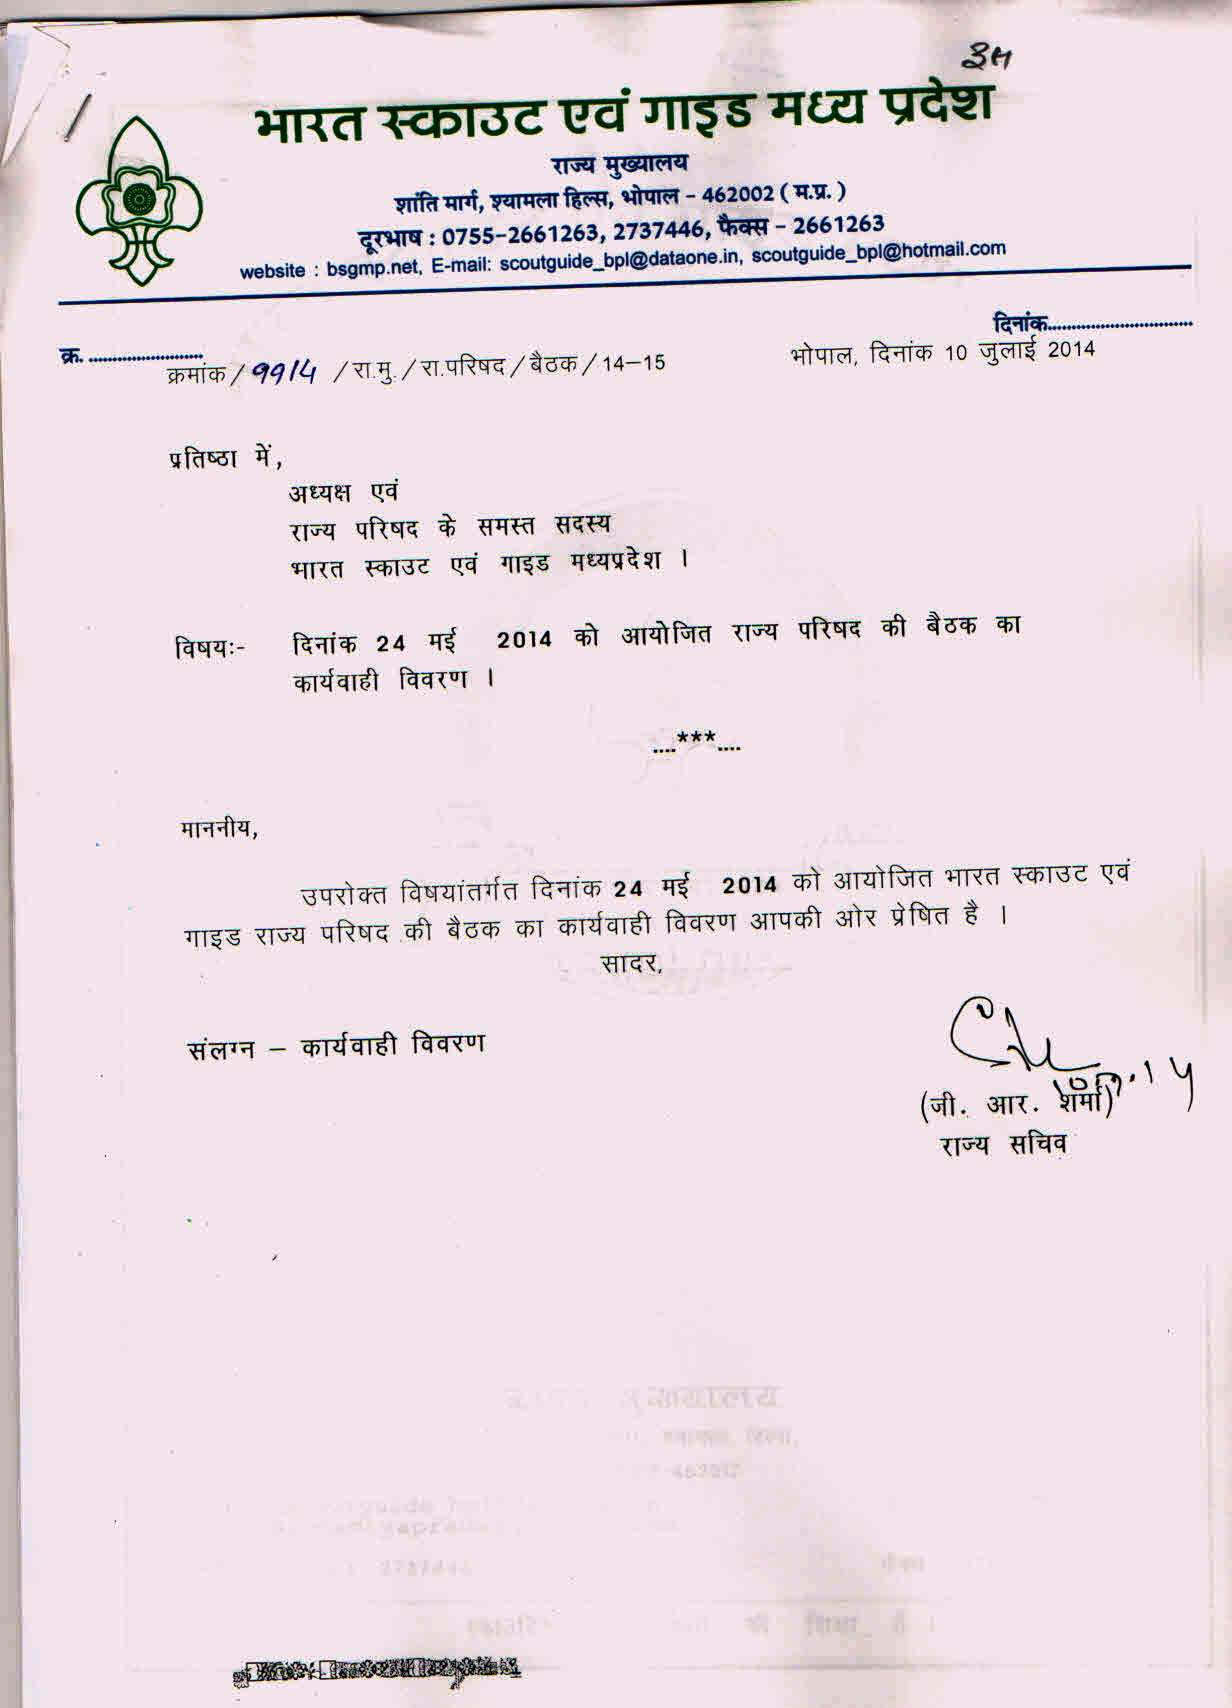 भारत स्काउट एवं गाइड मध्य प्रदेश
राज्य मुख्यालय
शांति मार्ग, श्यामला हिल्स, भोपाल - 462002 ( म.प्र. )
दूरभाष : 0755-2661263, 2737446, फैक्स - 2661263
website : bsgmp.net, E-mail: scoutguide_bpl@dataone.in, scoutguide_bpl@hotmail.com
दिनांक..............................
क्र. ........................
क्रमांक/9914 /रा.मु./रा.परिषद/बैठक/14-15
भोपाल, दिनांक 10 जुलाई 2014
प्रतिष्ठा में,
अध्यक्ष एवं
राज्य परिषद के समस्त सदस्य
भारत स्काउट एवं गाइड मध्यप्रदेश ।
विषयः- दिनांक 24 मई 2014 को आयोजित राज्य परिषद की बैठक का
कार्यवाही विवरण ।
....***....
माननीय,
उपरोक्त विषयांतर्गत दिनांक 24 मई 2014 को आयोजित भारत स्काउट एवं
गाइड राज्य परिषद की बैठक का कार्यवाही विवरण आपकी ओर प्रेषित है ।
सादर,
संलग्न – कार्यवाही विवरण
(जी. आर. शर्मा)
राज्य सचिव